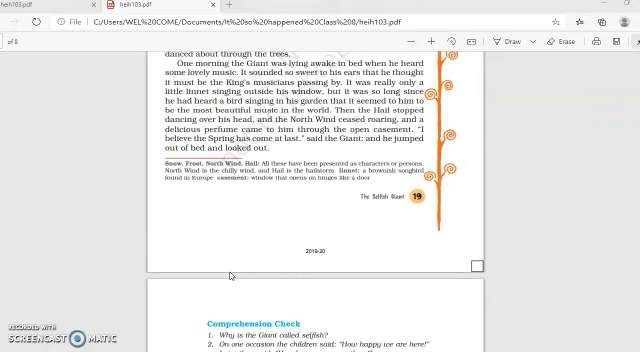 heih103.pdf
heih103.pdf
File | C:/Users/WEL%20COME/Documents/It%20so%20happened%20Class%208/heih103.pdf
of 8
Draw
Erase
danced about through the trees.
One morning the Giant was lying awake in bed when he heard
some lovely music. It sounded so sweet to his ears that he thought
it must be the King's musicians passing by. It was really only a
little linnet singing outside his window, but it was so long since
he had heard a bird singing in his garden that it seemed to him to
be the most beautiful music in the world. Then the Hail stopped
dancing over his head, and the North Wind ceased roaring, and
a delicious perfume came to him through the open casement. "I
believe the Spring has come at last," said the Giant: and he jumped
out of bed and looked out.
Snow, Frost, North Wind, Hail: All these have been presented as characters or persons.
North Wind is the chilly wind, and Hail is the hailstorm linnet: a brownish songbird
found in Europe casement: window that opens on hinges like a door
The Selfish Giant 19
2019-20
Comprehension Check
1. Why is the Giant called selfish?
2. On one occasion the children said: "How happy we are here!"
RECORDED WITH
SCREENCAST MATIC